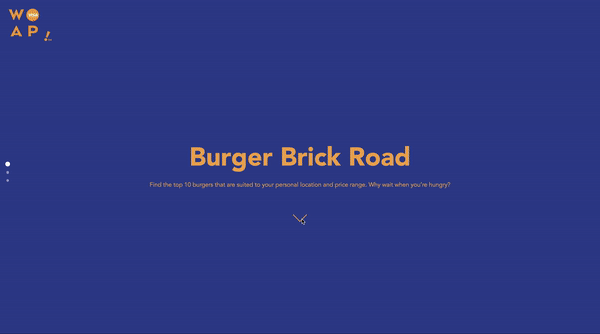 W
A P !
Burger Brick Road
Find the top 10 burgers that are suited to your personal location and price range. Why wait when you're hungry?